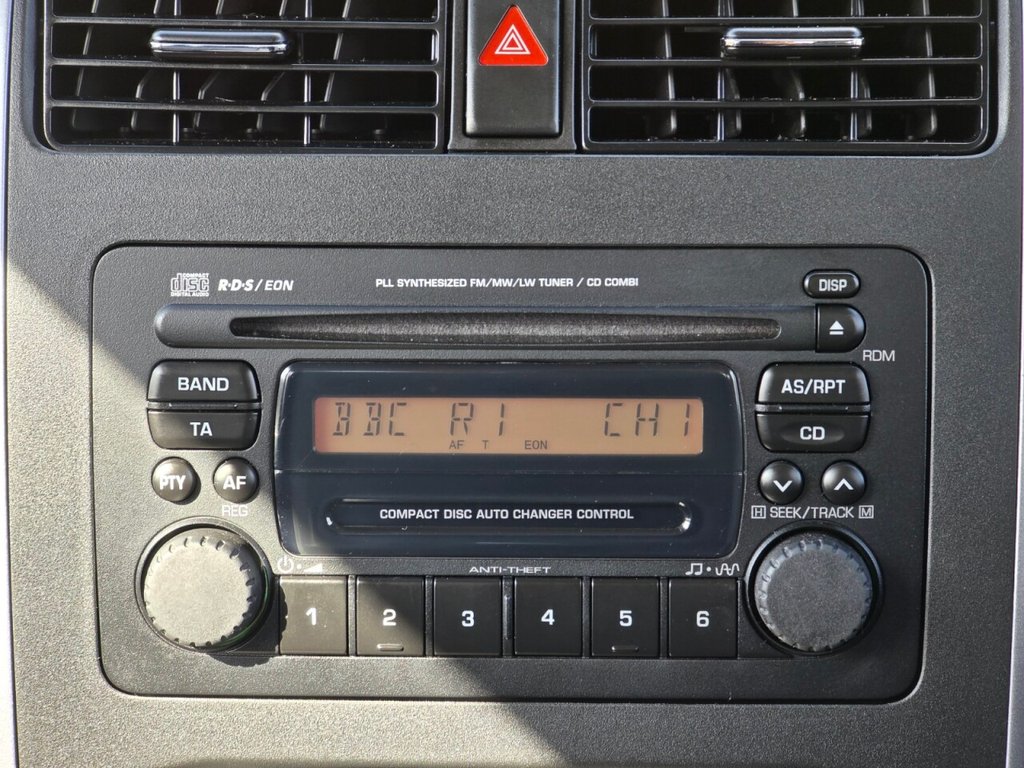 COMPACT disc DIGITAL AUDIO R·D·S/EON PLL SYNTHESIZED FM/MW/LW TUNER / CD COMBI DISP
RDM
BAND AS/RPT
BBC R1 CH1
TA CD
AF T EON
PTY AF
REG
COMPACT DISC AUTO CHANGER CONTROL
H SEEK/TRACK M
ANTI-THEFT
1 2 3 4 5 6